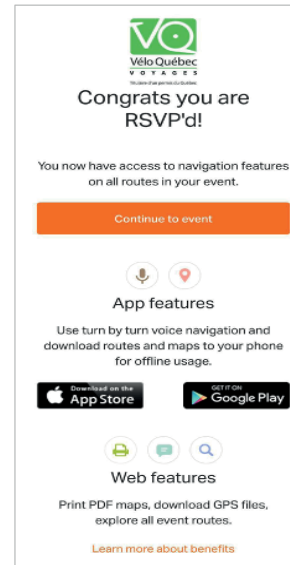 VQ
Vélo Québec
VOYAGES
Congrats you are
RSVP'd!
You now have access to navigation features
on all routes in your event.
Continue to event
App features
Use turn by turn voice navigation and
download routes and maps to your phone
for offline usage.
Download on the
App Store
GET IT ON
Google Play
Web features
Print PDF maps, download GPS files,
explore all event routes.
Learn more about benefits